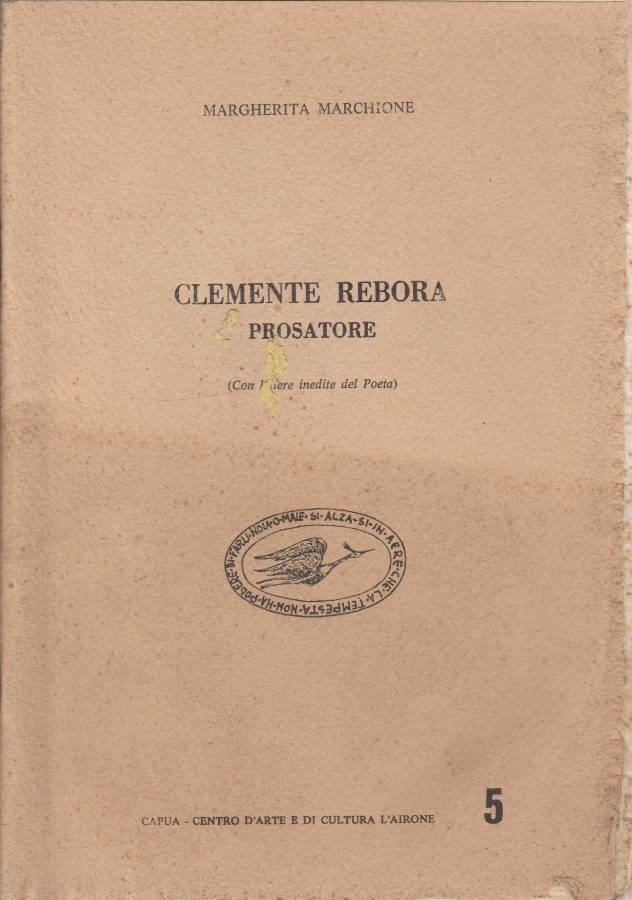 MARGHERITA MARCHIONE
CLEMENTE REBORA
PROSATORE
(Con inedite del Poeta)
SI·ALZA·SI·IN·AERE·CHE·LA·TEMPESTA·NON·HA·PODERE·DI·FARLI·NOIA·O·MALE·
CAPUA - CENTRO D'ARTE E DI CULTURA L'AIRONE
5